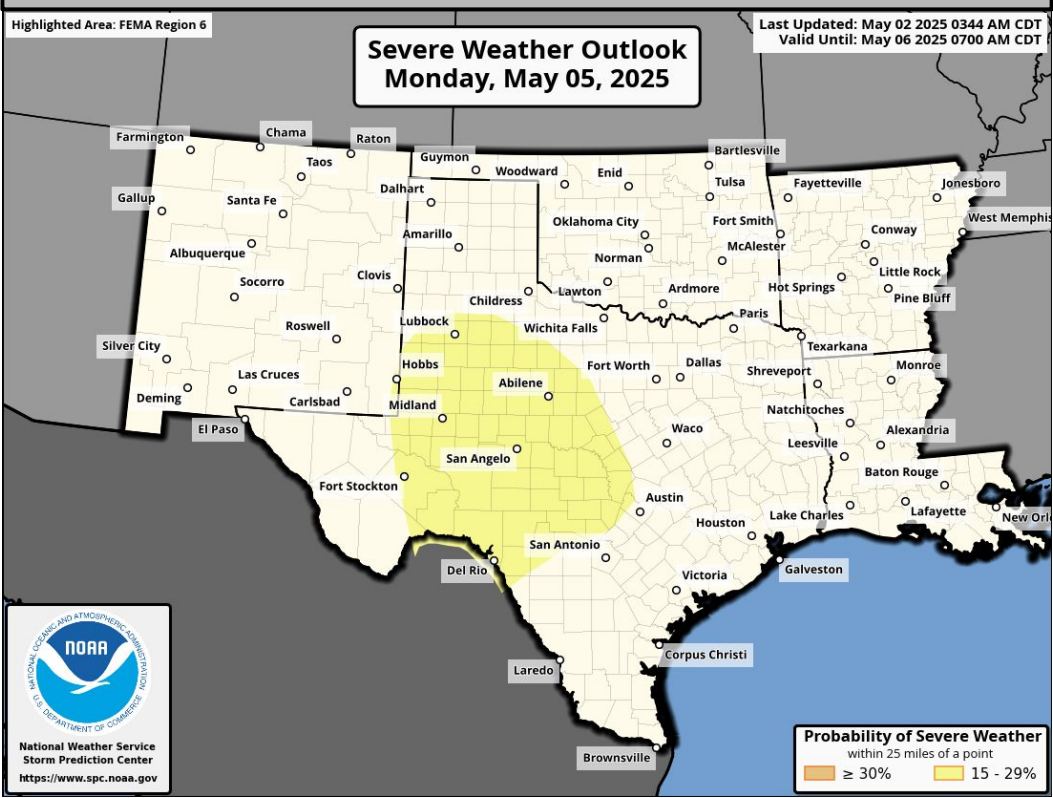 Highlighted Area: FEMA Region 6
Last Updated: May 02 2025 0344 AM CDT
Valid Until: May 06 2025 0700 AM CDT
Severe Weather Outlook
Monday, May 05, 2025
Farmington
Chama
Raton
Taos
Guymon
Woodward
Enid
Bartlesville
Tulsa
Fayetteville
Jonesboro
Gallup
Santa Fe
Dalhart
Oklahoma City
Fort Smith
West Memphis
Albuquerque
Amarillo
Norman
McAlester
Conway
Socorro
Clovis
Childress
Lawton
Ardmore
Hot Springs
Little Rock
Pine Bluff
Roswell
Lubbock
Wichita Falls
Paris
Texarkana
Silver City
Las Cruces
Hobbs
Abilene
Fort Worth
Dallas
Shreveport
Monroe
Deming
Carlsbad
Midland
Natchitoches
El Paso
San Angelo
Waco
Leesville
Alexandria
Fort Stockton
Austin
Baton Rouge
Houston
Lake Charles
Lafayette
New Orl
Del Rio
San Antonio
Victoria
Galveston
Laredo
Corpus Christi
Brownsville
NATIONAL OCEANIC AND ATMOSPHERIC ADMINISTRATION
NOAA
U.S. DEPARTMENT OF COMMERCE
National Weather Service
Storm Prediction Center
https://www.spc.noaa.gov
Probability of Severe Weather
within 25 miles of a point
≥ 30%
15 - 29%